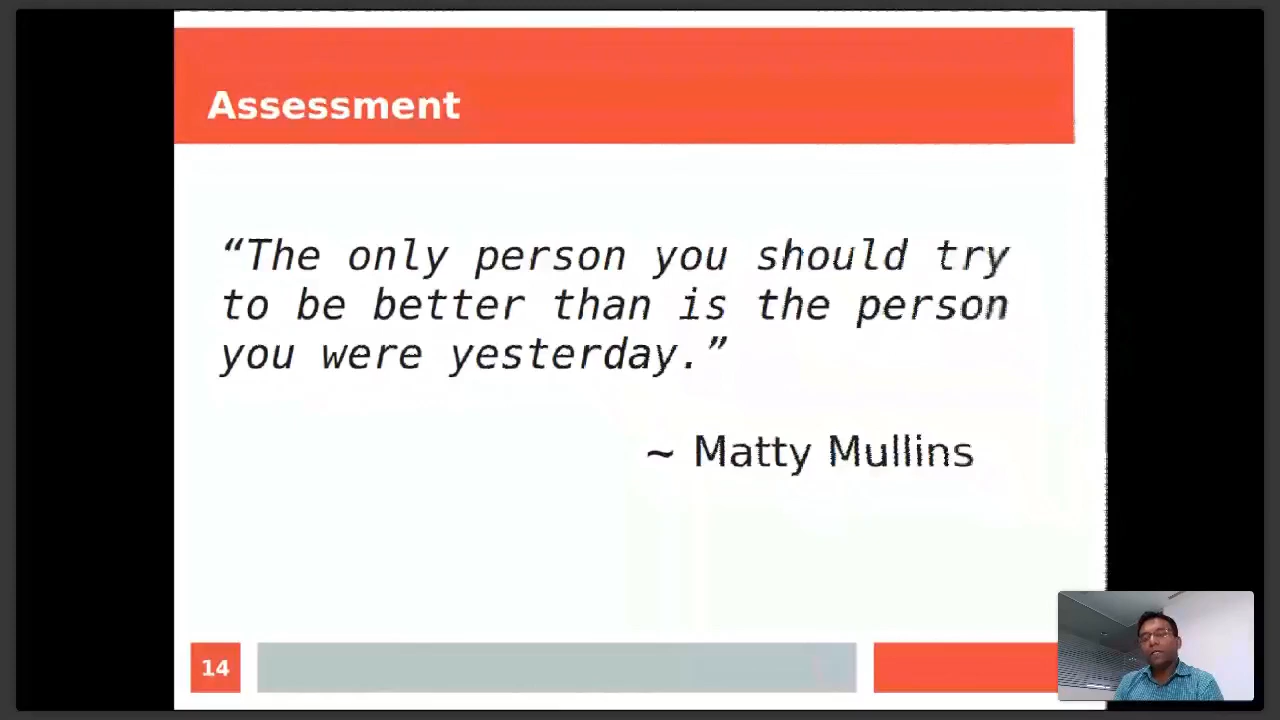 Assessment
“The only person you should try
to be better than is the person
you were yesterday.”
~ Matty Mullins
14